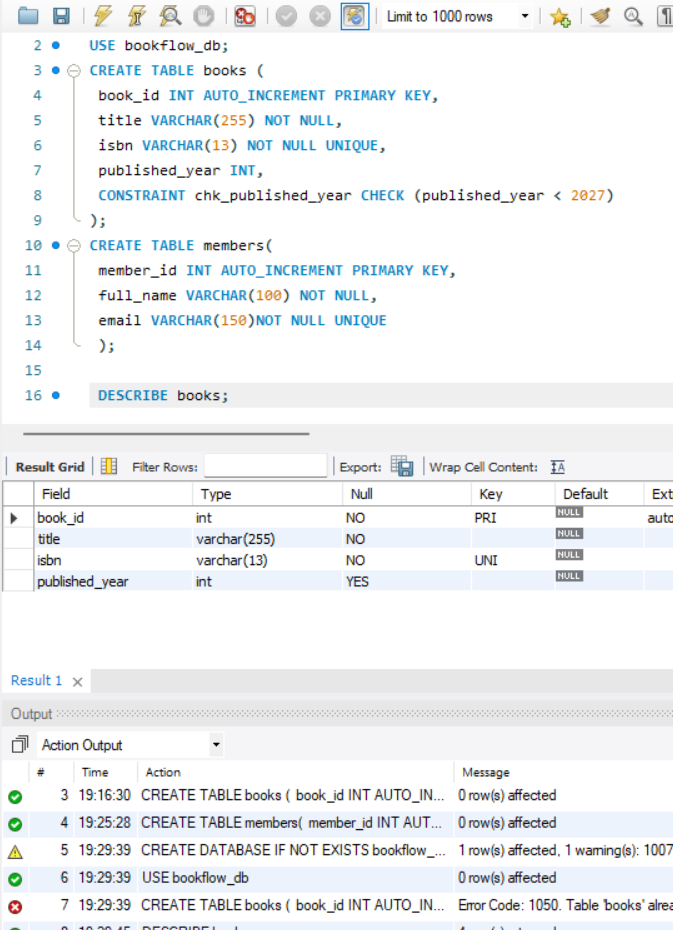 Limit to 1000 rows
2 USE bookflow_db;
3 CREATE TABLE books (
4 book_id INT AUTO_INCREMENT PRIMARY KEY,
5 title VARCHAR(255) NOT NULL,
6 isbn VARCHAR(13) NOT NULL UNIQUE,
7 published_year INT,
8 CONSTRAINT chk_published_year CHECK (published_year < 2027)
9 );
10 CREATE TABLE members(
11 member_id INT AUTO_INCREMENT PRIMARY KEY,
12 full_name VARCHAR(100) NOT NULL,
13 email VARCHAR(150)NOT NULL UNIQUE
14 );
15
16 DESCRIBE books;
Result Grid Filter Rows: Export: Wrap Cell Content:
Field Type Null Key Default Ext
book_id int NO PRI NULL auto
title varchar(255) NO NULL
isbn varchar(13) NO UNI NULL
published_year int YES NULL
Result 1
Output
Action Output
# Time Action Message
3 19:16:30 CREATE TABLE books ( book_id INT AUTO_IN... 0 row(s) affected
4 19:25:28 CREATE TABLE members( member_id INT AUT... 0 row(s) affected
5 19:29:39 CREATE DATABASE IF NOT EXISTS bookflow_... 1 row(s) affected, 1 warning(s): 1007
6 19:29:39 USE bookflow_db 0 row(s) affected
7 19:29:39 CREATE TABLE books ( book_id INT AUTO_IN... Error Code: 1050. Table 'books' alrea